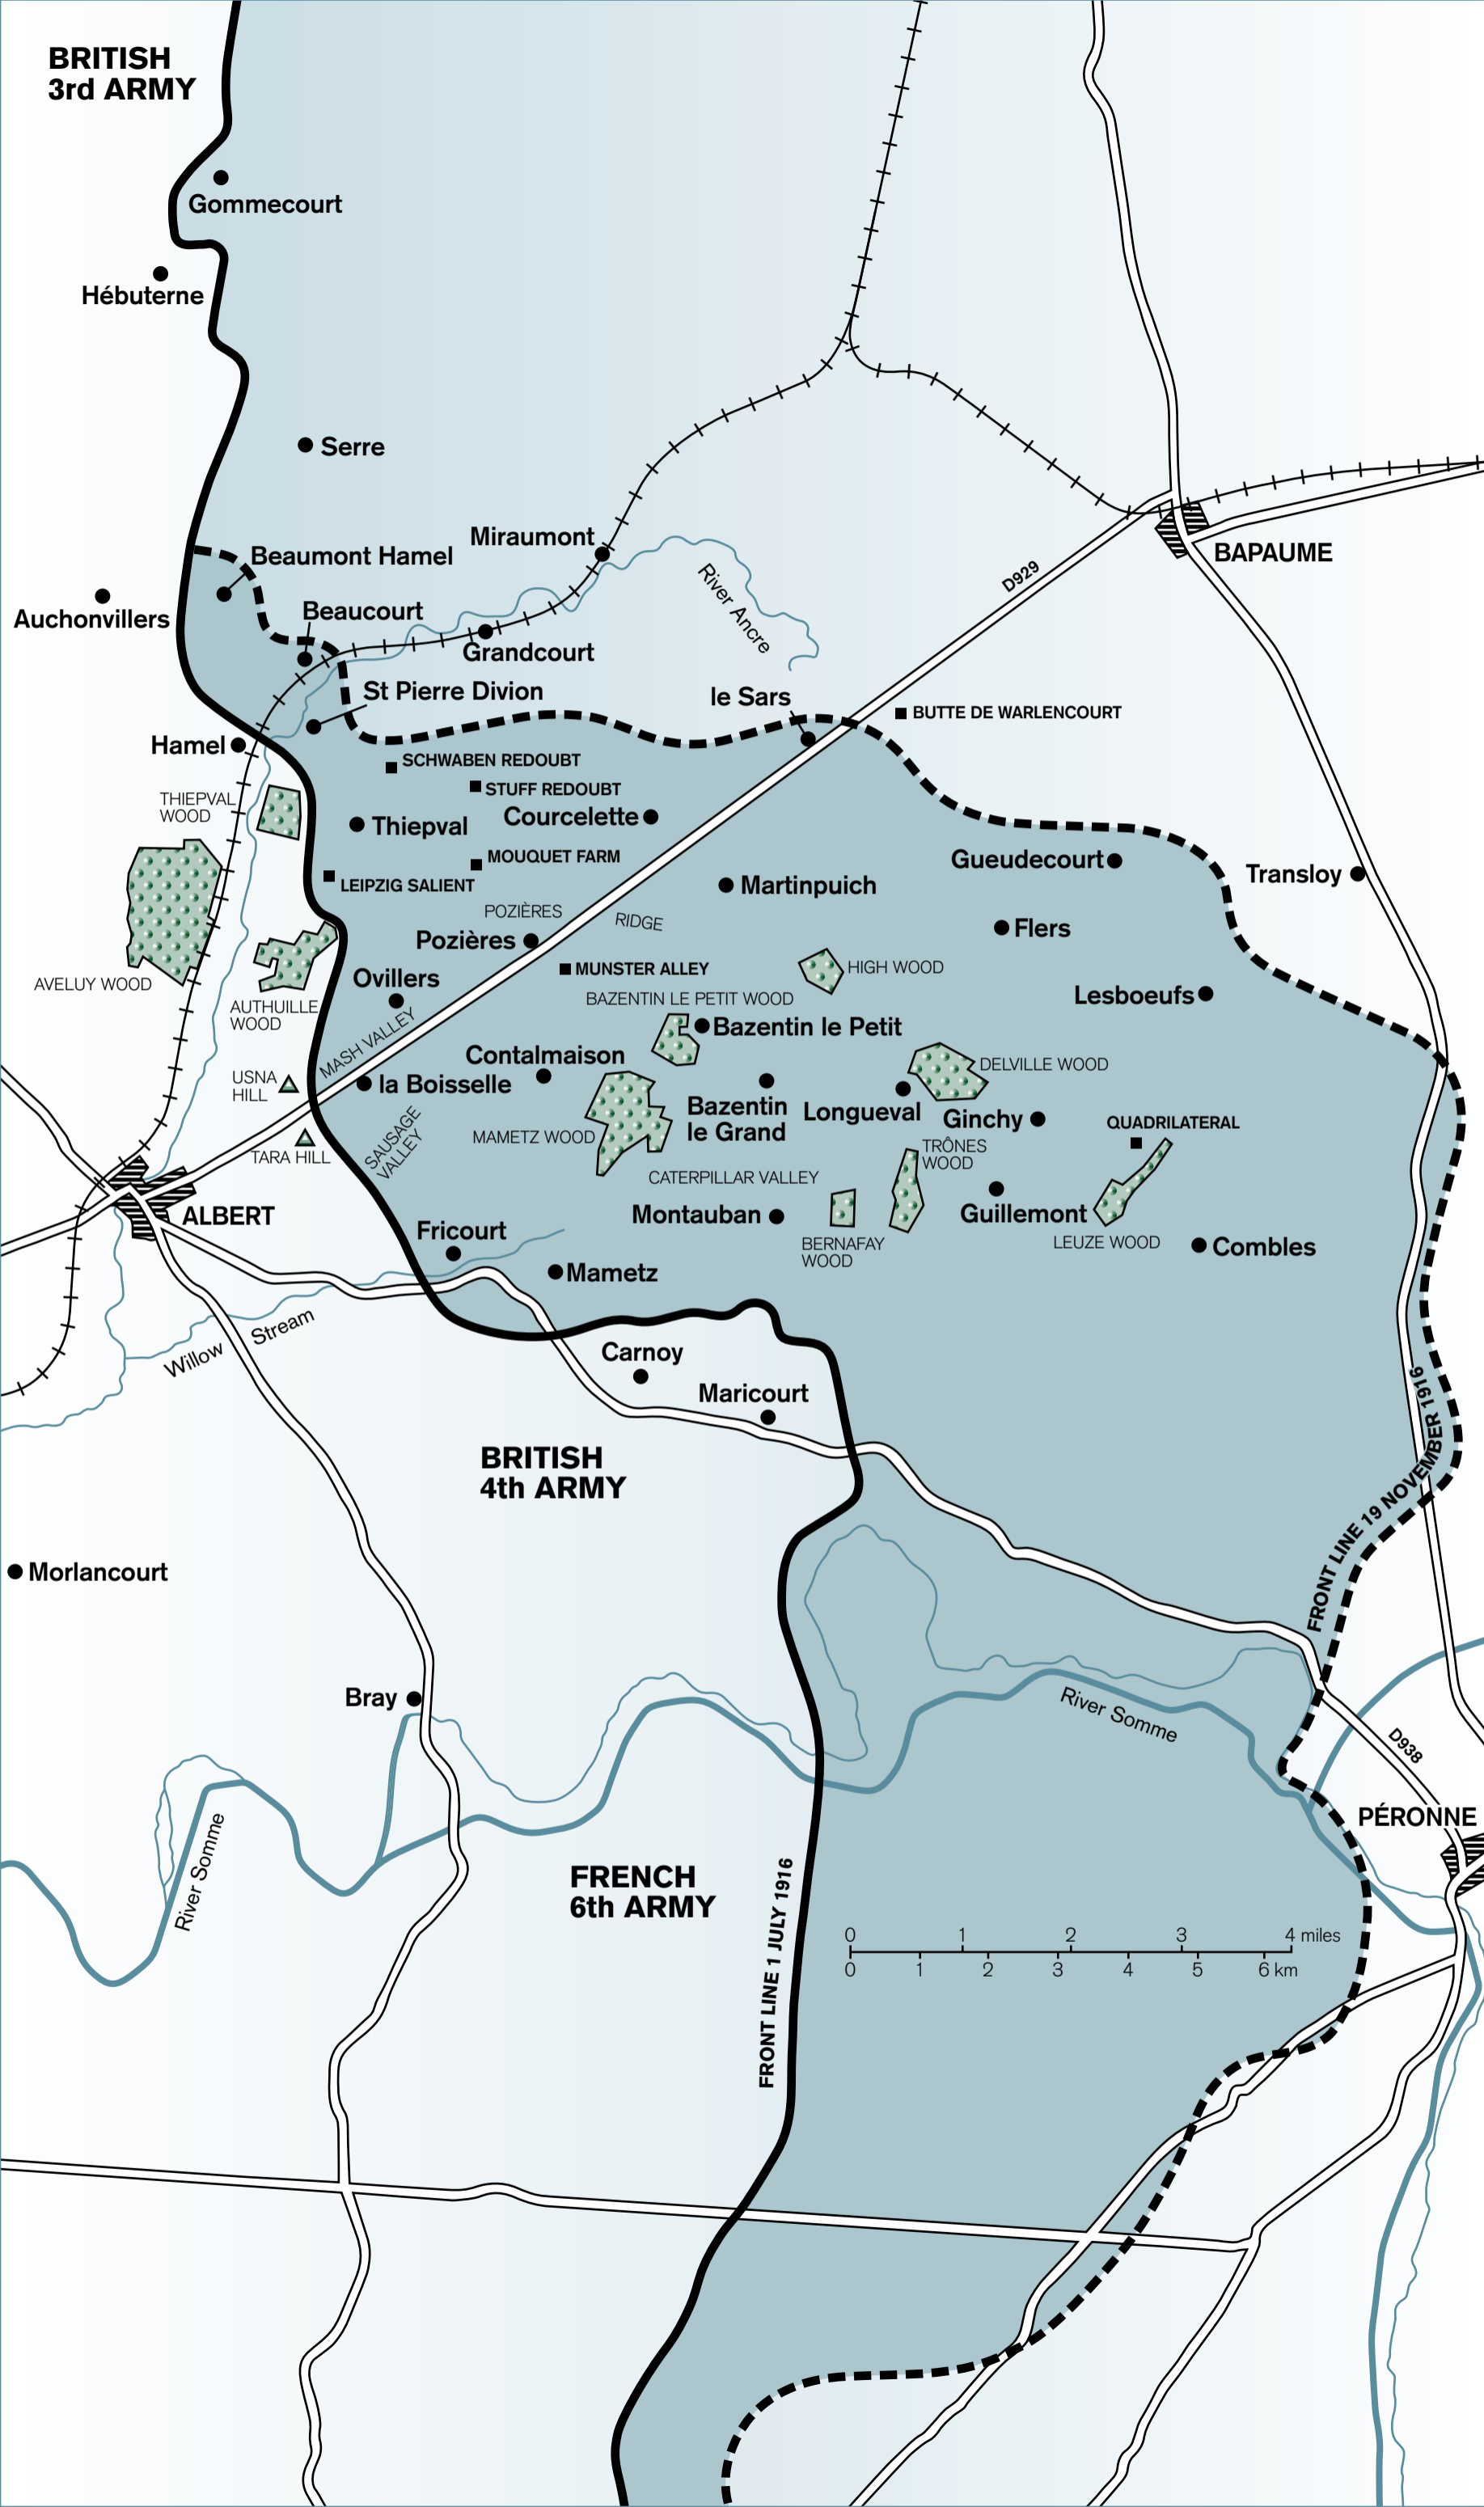 BRITISH
3rd ARMY
Gommecourt
Hébuterne
Serre
Miraumont
Beaumont Hamel
BAPAUME
D929
River Ancre
Auchonvillers
Beaucourt
Grandcourt
St Pierre Divion
le Sars
BUTTE DE WARLENCOURT
Hamel
SCHWABEN REDOUBT
STUFF REDOUBT
THIEPVAL
WOOD
Thiepval
Courcelette
MOUQUET FARM
LEIPZIG SALIENT
Gueudecourt
Transloy
Martinpuich
POZIÈRES
RIDGE
Flers
Pozières
MUNSTER ALLEY
HIGH WOOD
AVELUY WOOD
Ovillers
BAZENTIN LE PETIT WOOD
Lesboeufs
AUTHUILLE
WOOD
MASH VALLEY
Bazentin le Petit
Contalmaison
DELVILLE WOOD
USNA
HILL
la Boisselle
Bazentin
le Grand
Longueval
Ginchy
QUADRILATERAL
SAUSAGE
VALLEY
MAMETZ WOOD
TARA HILL
TRÔNES
WOOD
CATERPILLAR VALLEY
ALBERT
Montauban
Guillemont
Fricourt
BERNAFAY
WOOD
LEUZE WOOD
Combles
Mametz
Willow
Stream
Carnoy
Maricourt
BRITISH
4th ARMY
FRONT LINE 19 NOVEMBER 1916
Morlancourt
Bray
River Somme
D938
PÉRONNE
River Somme
FRENCH
6th ARMY
FRONT LINE 1 JULY 1916
0 1 2 3 4 miles
0 1 2 3 4 5 6 km